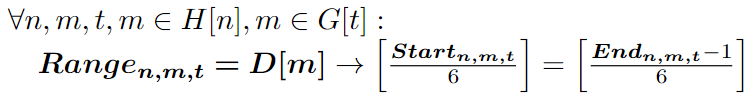 ∀n, m, t, m ∈ H[n], m ∈ G[t] :
Range_{n,m,t} = D[m] → [Start_{n,m,t}/6] = [End_{n,m,t}−1/6]